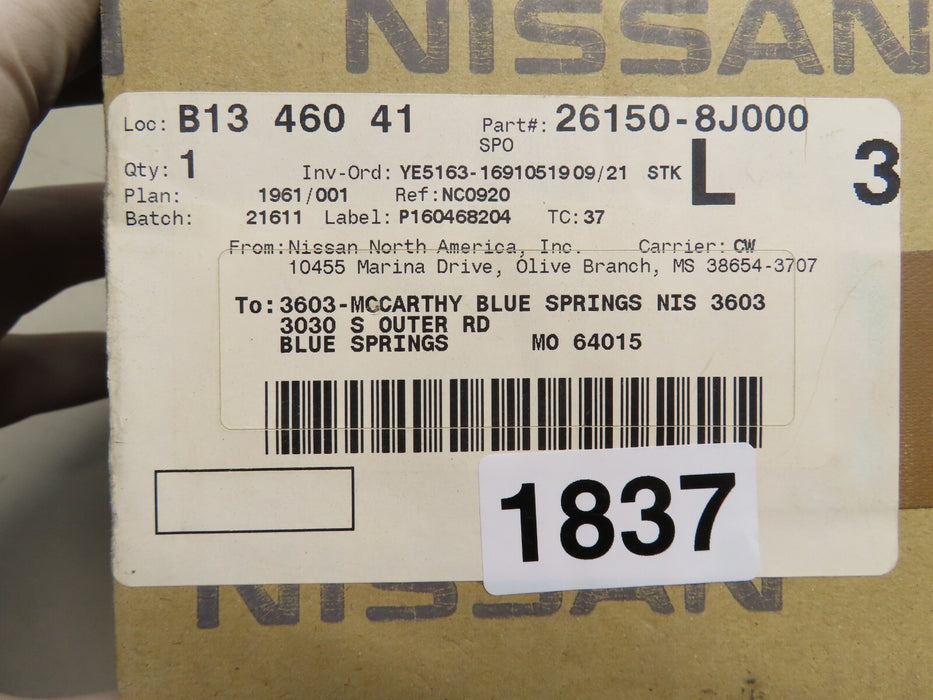 NISSAN
Loc: B13 460 41 Part#: 26150-8J000
SPO
Qty: 1 Inv-Ord: YE5163-169105190 9/21 STK L 3
Plan: 1961/001 Ref: NC0920
Batch: 21611 Label: P160468204 TC: 37
From: Nissan North America, Inc. Carrier: CW
10455 Marina Drive, Olive Branch, MS 38654-3707
To: 3603-MCCARTHY BLUE SPRINGS NIS 3603
3030 S OUTER RD
BLUE SPRINGS MO 64015
1837
NISSAN